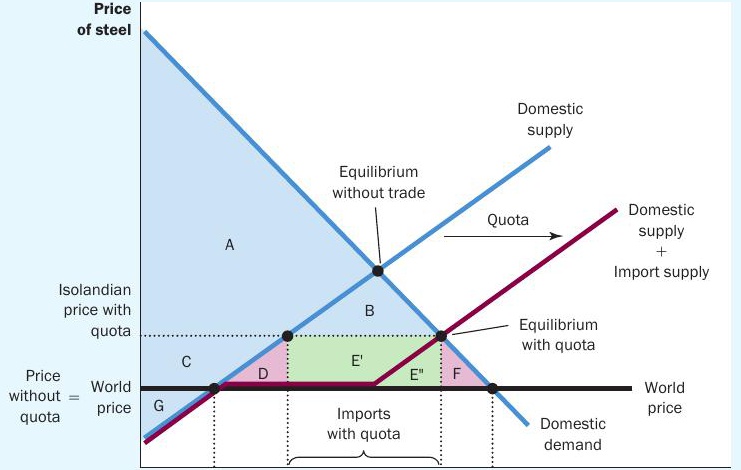 Price
of steel
Domestic
supply
Equilibrium
without trade
Quota
Domestic
supply
+
Import supply
A
Isolandian
price with
quota
B
Equilibrium
with quota
C
D
E'
E"
F
Price
without =
quota
World
price
G
World
price
Imports
with quota
Domestic
demand